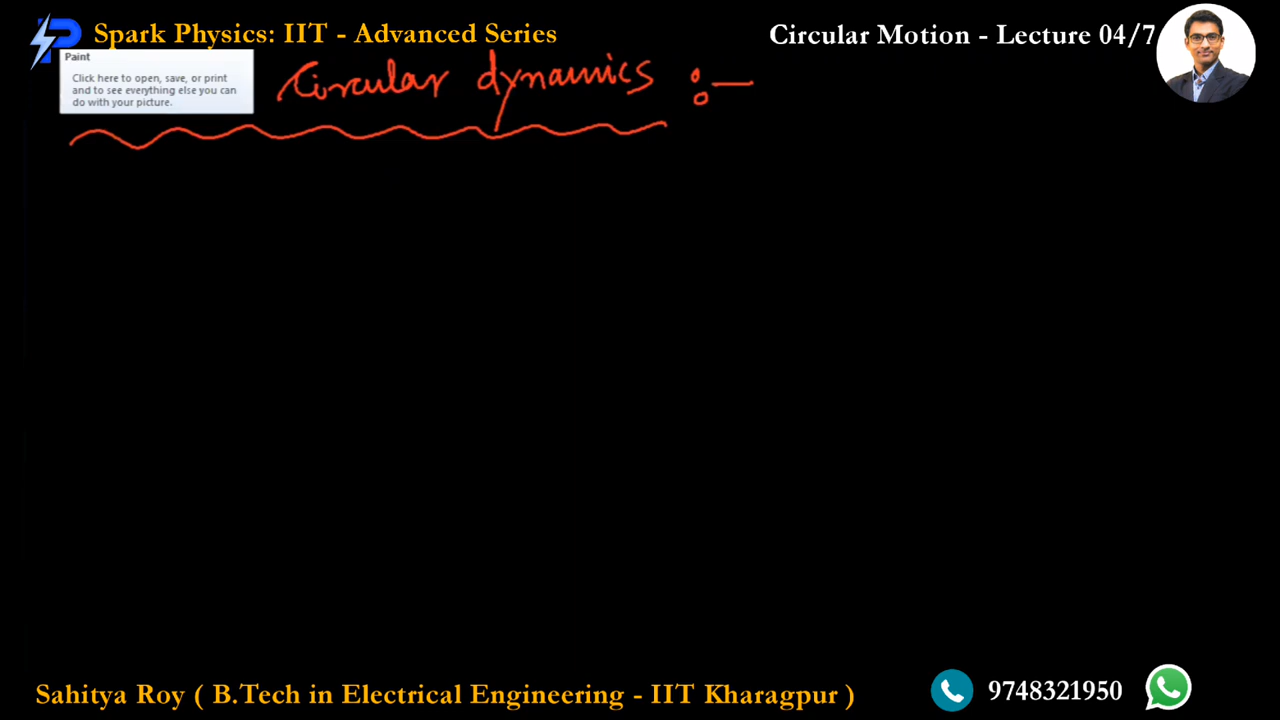 Spark Physics: IIT - Advanced Series
Circular Motion - Lecture 04/7
Paint
Click here to open, save, or print
and to see everything else you can
do with your picture.
Circular dynamics :-
Sahitya Roy ( B.Tech in Electrical Engineering - IIT Kharagpur )
9748321950